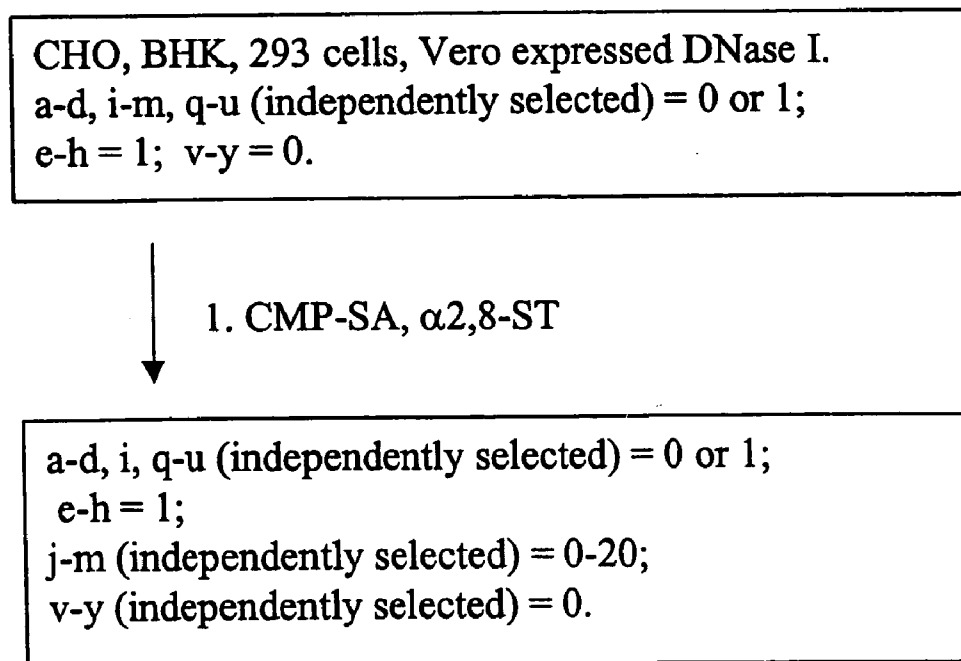 CHO, BHK, 293 cells, Vero expressed DNase I.
a-d, i-m, q-u (independently selected) = 0 or 1;
e-h = 1; v-y = 0.
1. CMP-SA, α2,8-ST
a-d, i, q-u (independently selected) = 0 or 1;
e-h = 1;
j-m (independently selected) = 0-20;
v-y (independently selected) = 0.